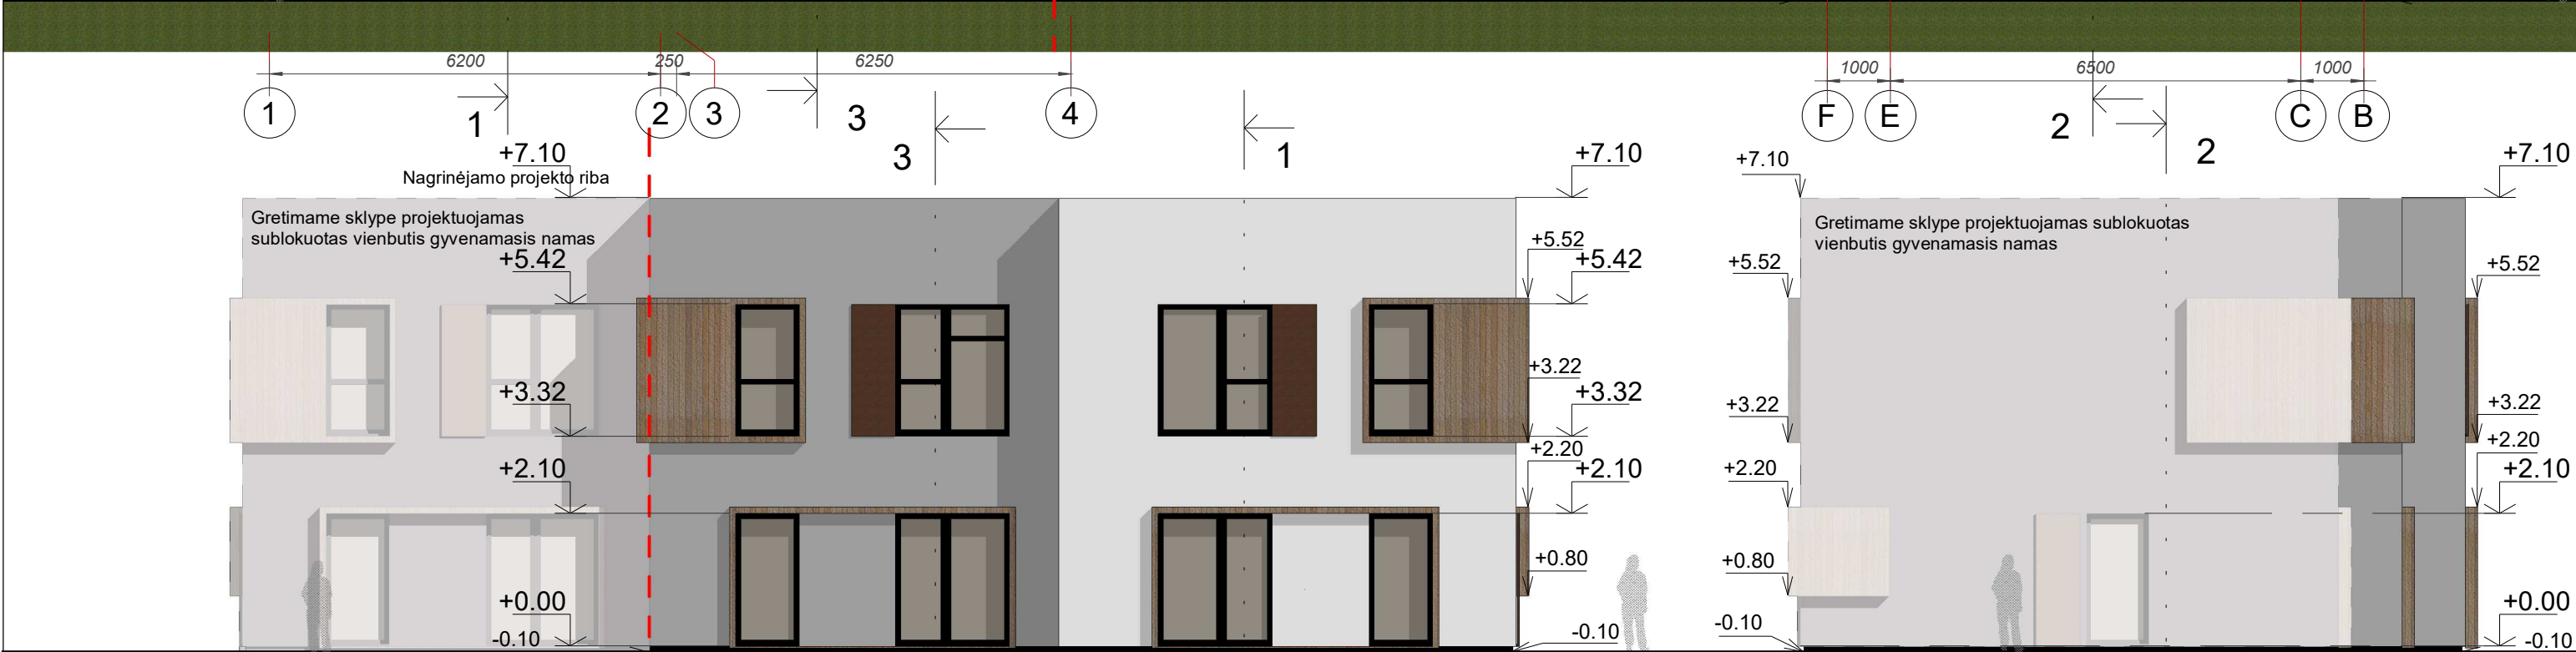 6200 250 6250 1000 6500 1000
1 2 3 4 F E C B
1 3 3 1 2 2
+7.10 +7.10 +7.10 +7.10
Nagrinėjamo projekto riba
Gretimame sklype projektuojamas
sublokuotas vienbutis gyvenamasis namas
Gretimame sklype projektuojamas sublokuotas
vienbutis gyvenamasis namas
+5.52 +5.52 +5.52
+5.42 +5.42
+3.22 +3.22 +3.22
+3.32 +3.32
+2.20 +2.20 +2.20
+2.10 +2.10 +2.10
+0.80 +0.80
+0.00 +0.00
-0.10 -0.10 -0.10 -0.10